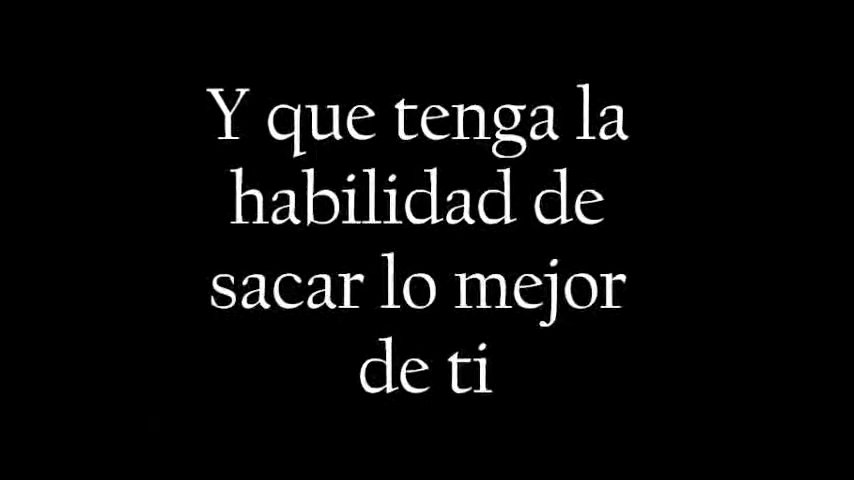 Y que tenga la
habilidad de
sacar lo mejor
de ti